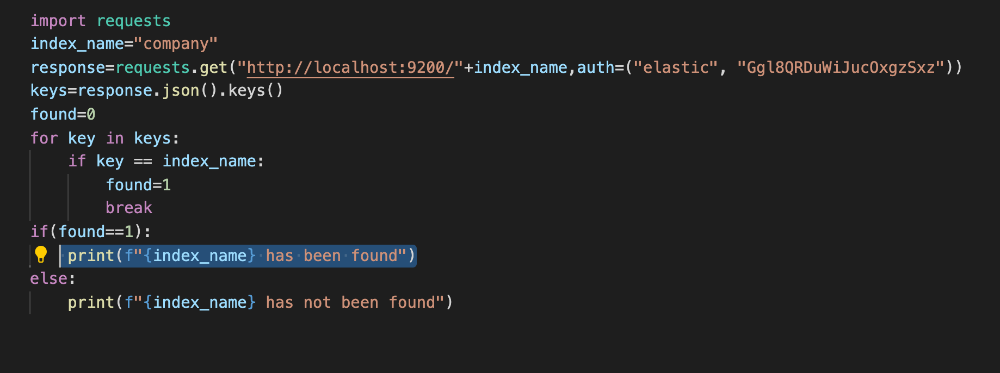 import requests
index_name="company"
response=requests.get("http://localhost:9200/"+index_name,auth=("elastic", "Ggl8QRDuWiJucOxgzSxz"))
keys=response.json().keys()
found=0
for key in keys:
    if key == index_name:
        found=1
        break
if(found==1):
    print(f"{index_name} has been found")
else:
    print(f"{index_name} has not been found")